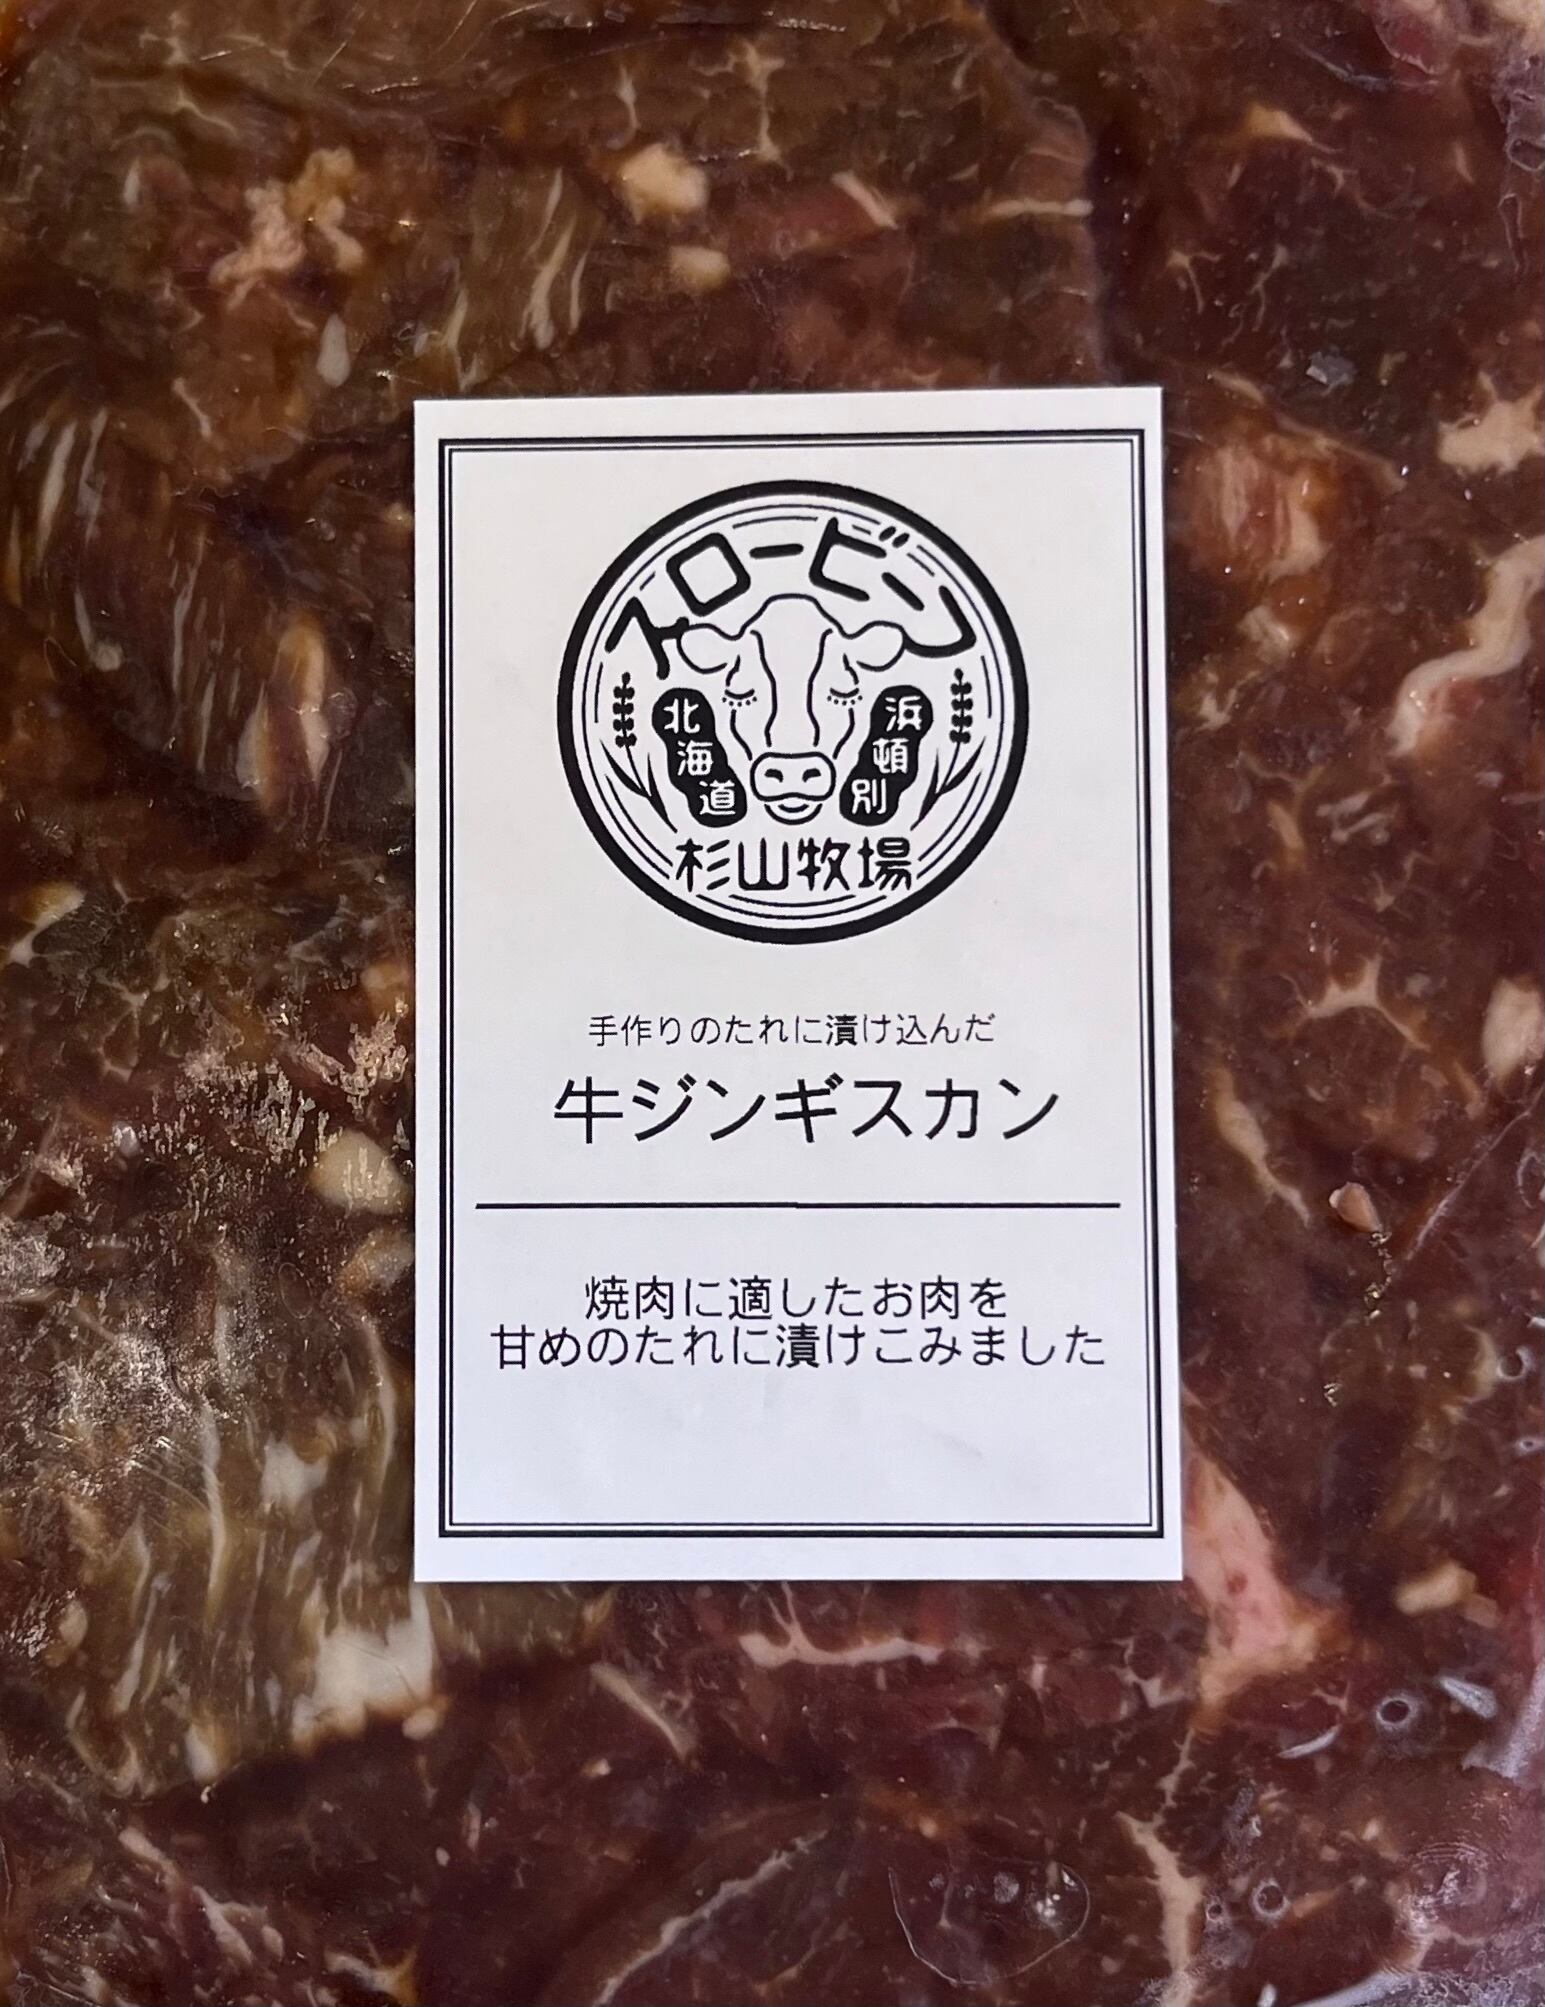 スロービーフ
北海道
浜頓別
杉山牧場
手作りのたれに漬け込んだ
牛ジンギスカン
焼肉に適したお肉を
甘めのたれに漬けこみました